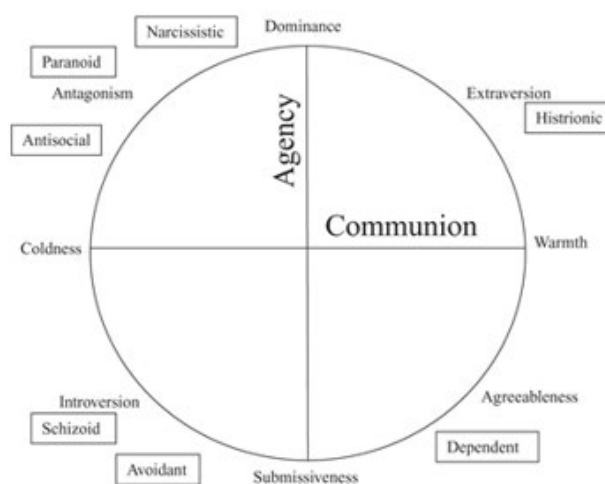 Narcissistic
Dominance
Paranoid
Antagonism
Extraversion
Histrionic
Antisocial
Agency
Communion
Coldness
Warmth
Introversion
Agreeableness
Schizoid
Dependent
Avoidant
Submissiveness